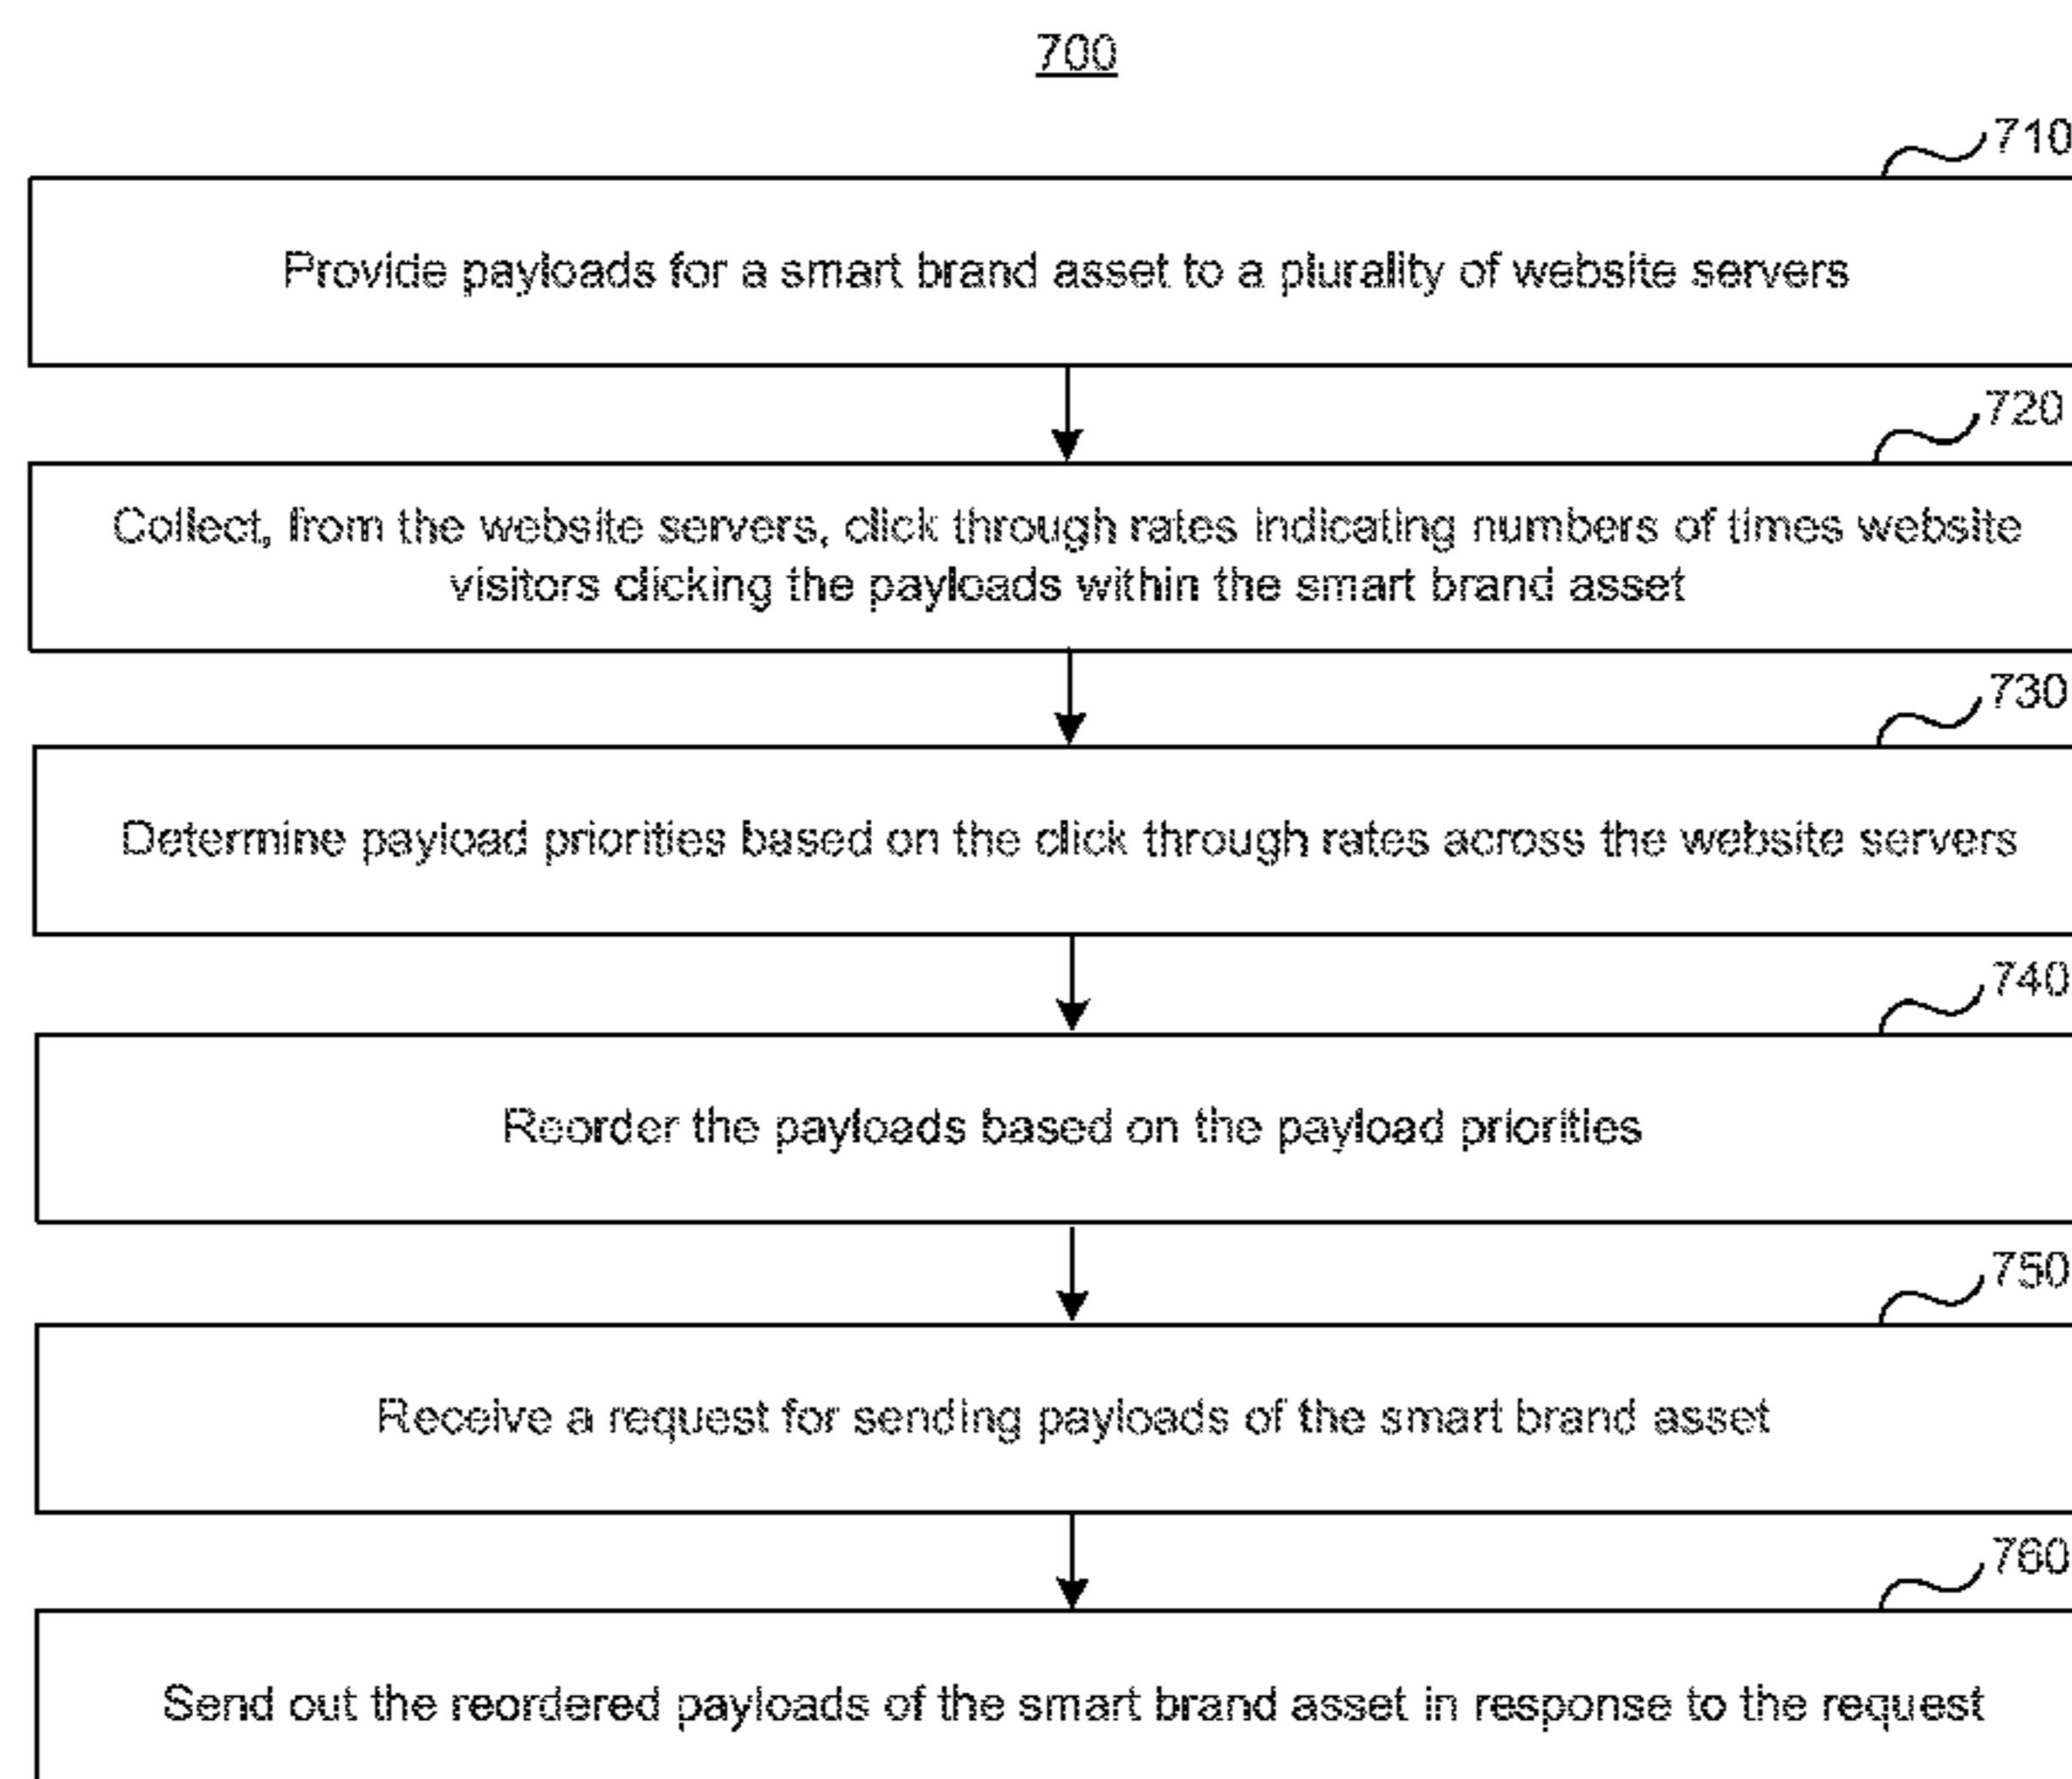 700
710
Provide payloads for a smart brand asset to a plurality of website servers
720
Collect, from the website servers, click through rates indicating numbers of times website
visitors clicking the payloads within the smart brand asset
730
Determine payload priorities based on the click through rates across the website servers
740
Reorder the payloads based on the payload priorities
750
Receive a request for sending payloads of the smart brand asset
760
Send out the reordered payloads of the smart brand asset in response to the request